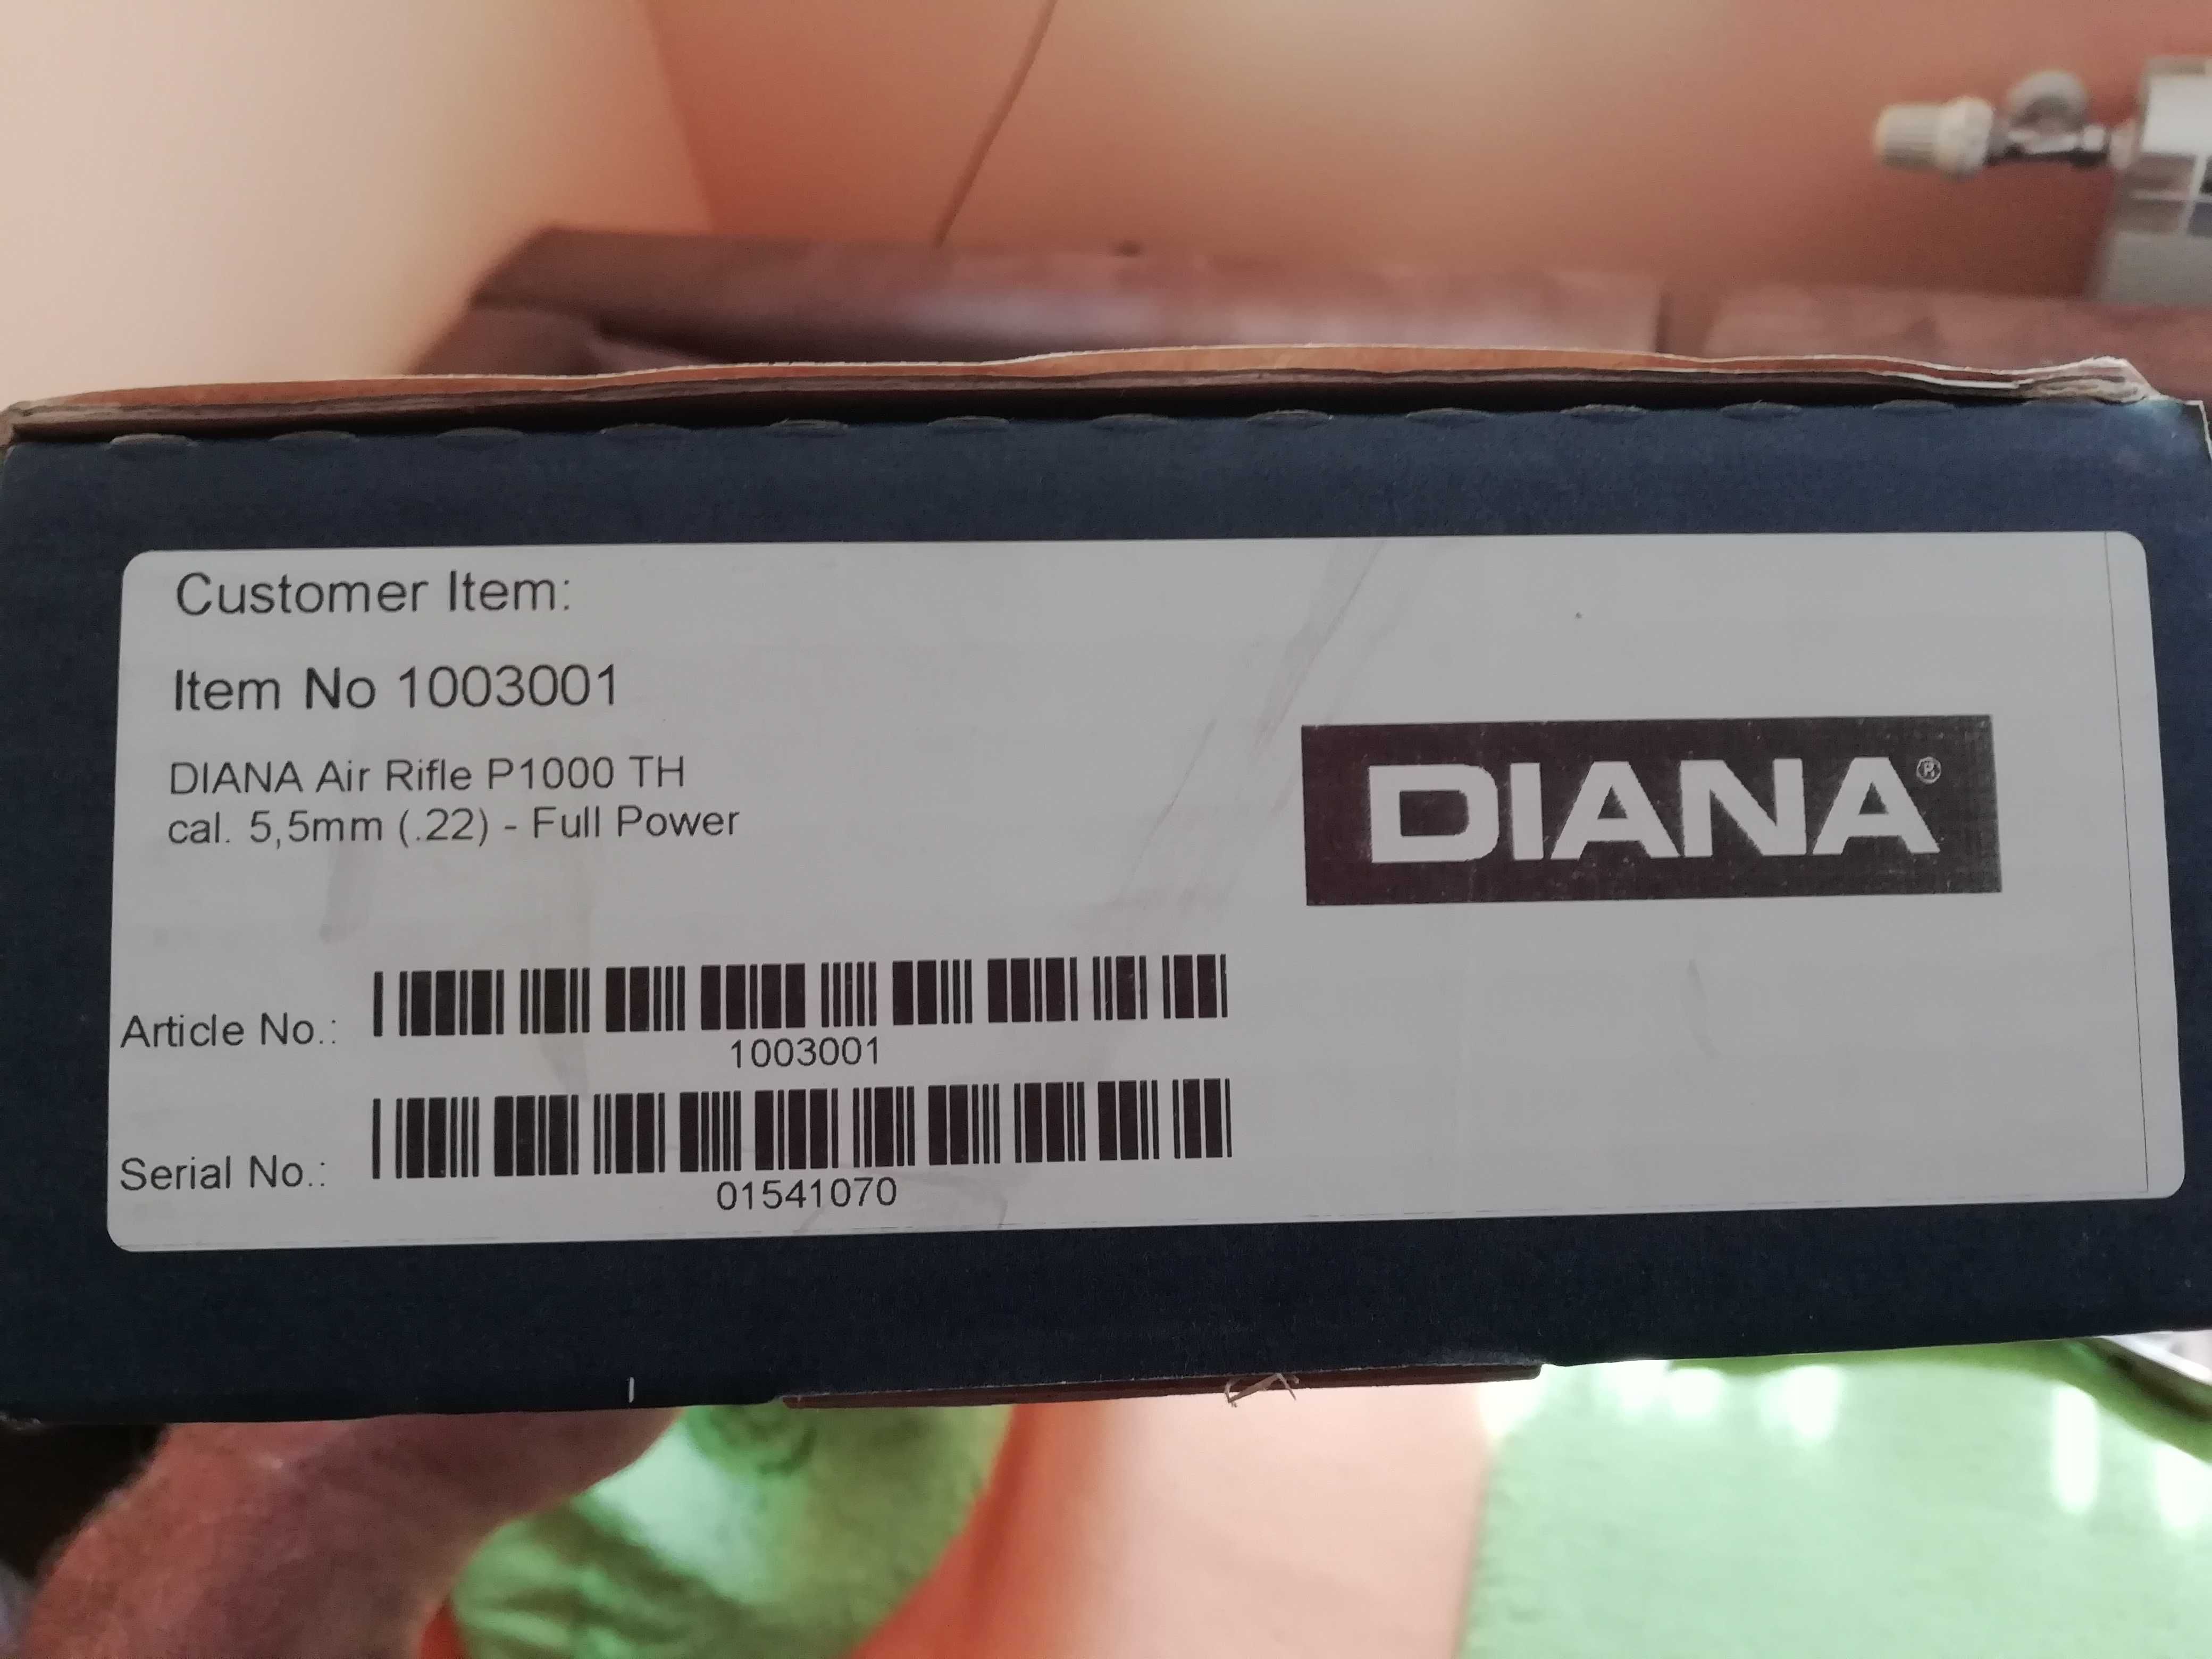 Customer Item:
Item No 1003001
DIANA Air Rifle P1000 TH
cal. 5,5mm (.22) - Full Power
DIANA®
Article No.:
1003001
Serial No.:
01541070